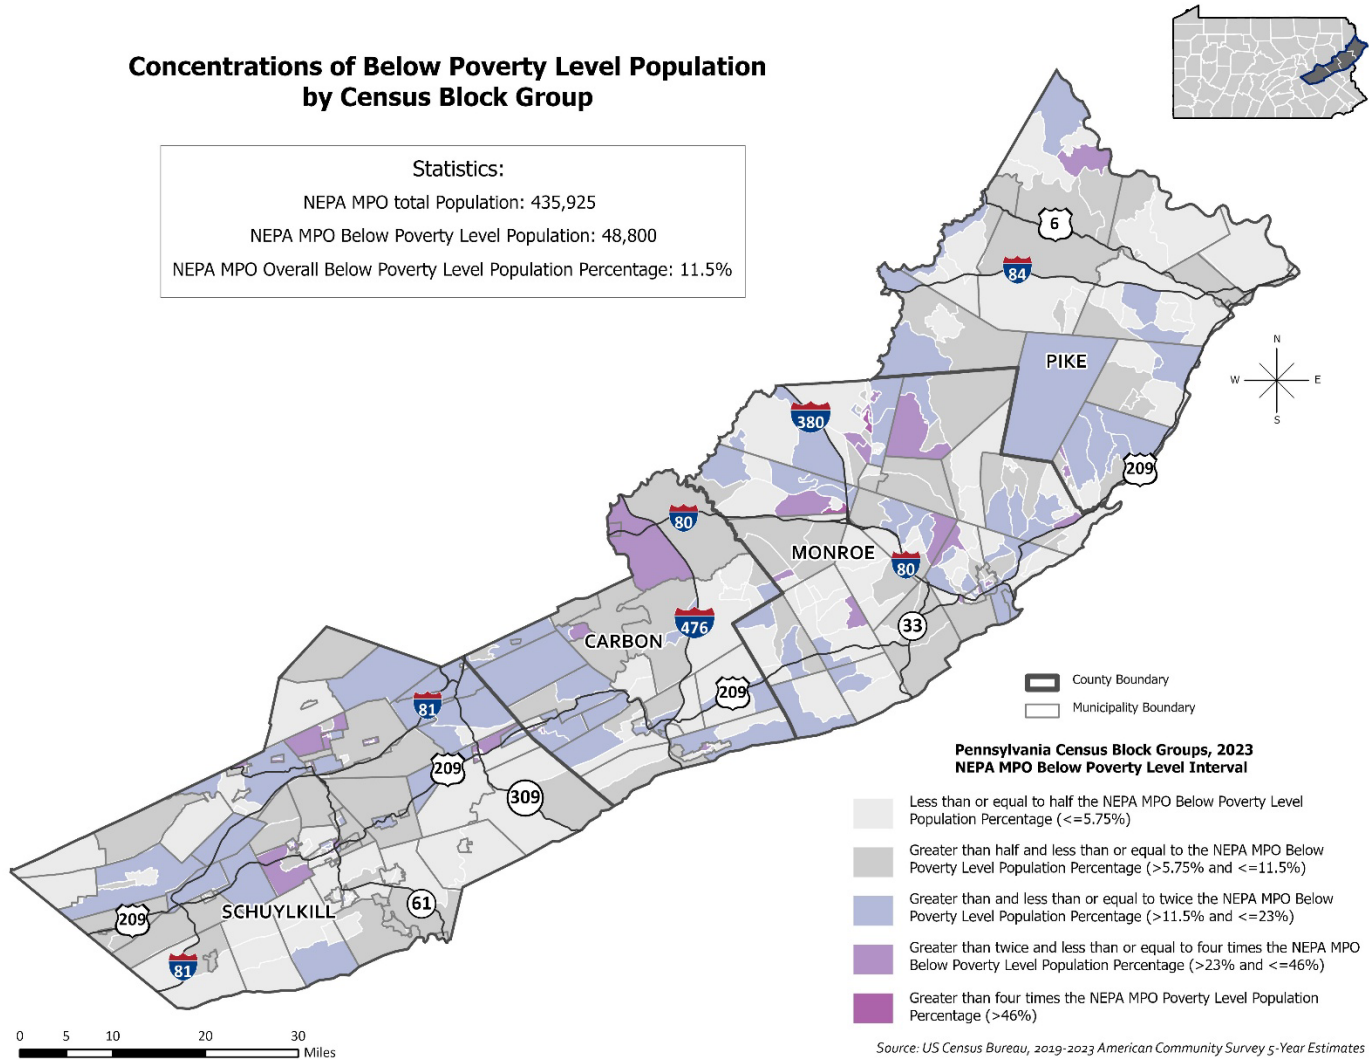 Concentrations of Below Poverty Level Population
by Census Block Group
Statistics:
NEPA MPO total Population: 435,925
NEPA MPO Below Poverty Level Population: 48,800
NEPA MPO Overall Below Poverty Level Population Percentage: 11.5%
6
84
N
W
E
S
PIKE
380
209
80
MONROE
80
476
CARBON
33
209
81
209
309
County Boundary
Municipality Boundary
Pennsylvania Census Block Groups, 2023
NEPA MPO Below Poverty Level Interval
Less than or equal to half the NEPA MPO Below Poverty Level
Population Percentage (<=5.75%)
Greater than half and less than or equal to the NEPA MPO Below
Poverty Level Population Percentage (>5.75% and <=11.5%)
Greater than and less than or equal to twice the NEPA MPO Below
Poverty Level Population Percentage (>11.5% and <=23%)
Greater than twice and less than or equal to four times the NEPA MPO
Below Poverty Level Population Percentage (>23% and <=46%)
Greater than four times the NEPA MPO Poverty Level Population
Percentage (>46%)
209
SCHUYLKILL
61
81
0 5 10 20 30
Miles
Source: US Census Bureau, 2019-2023 American Community Survey 5-Year Estimates